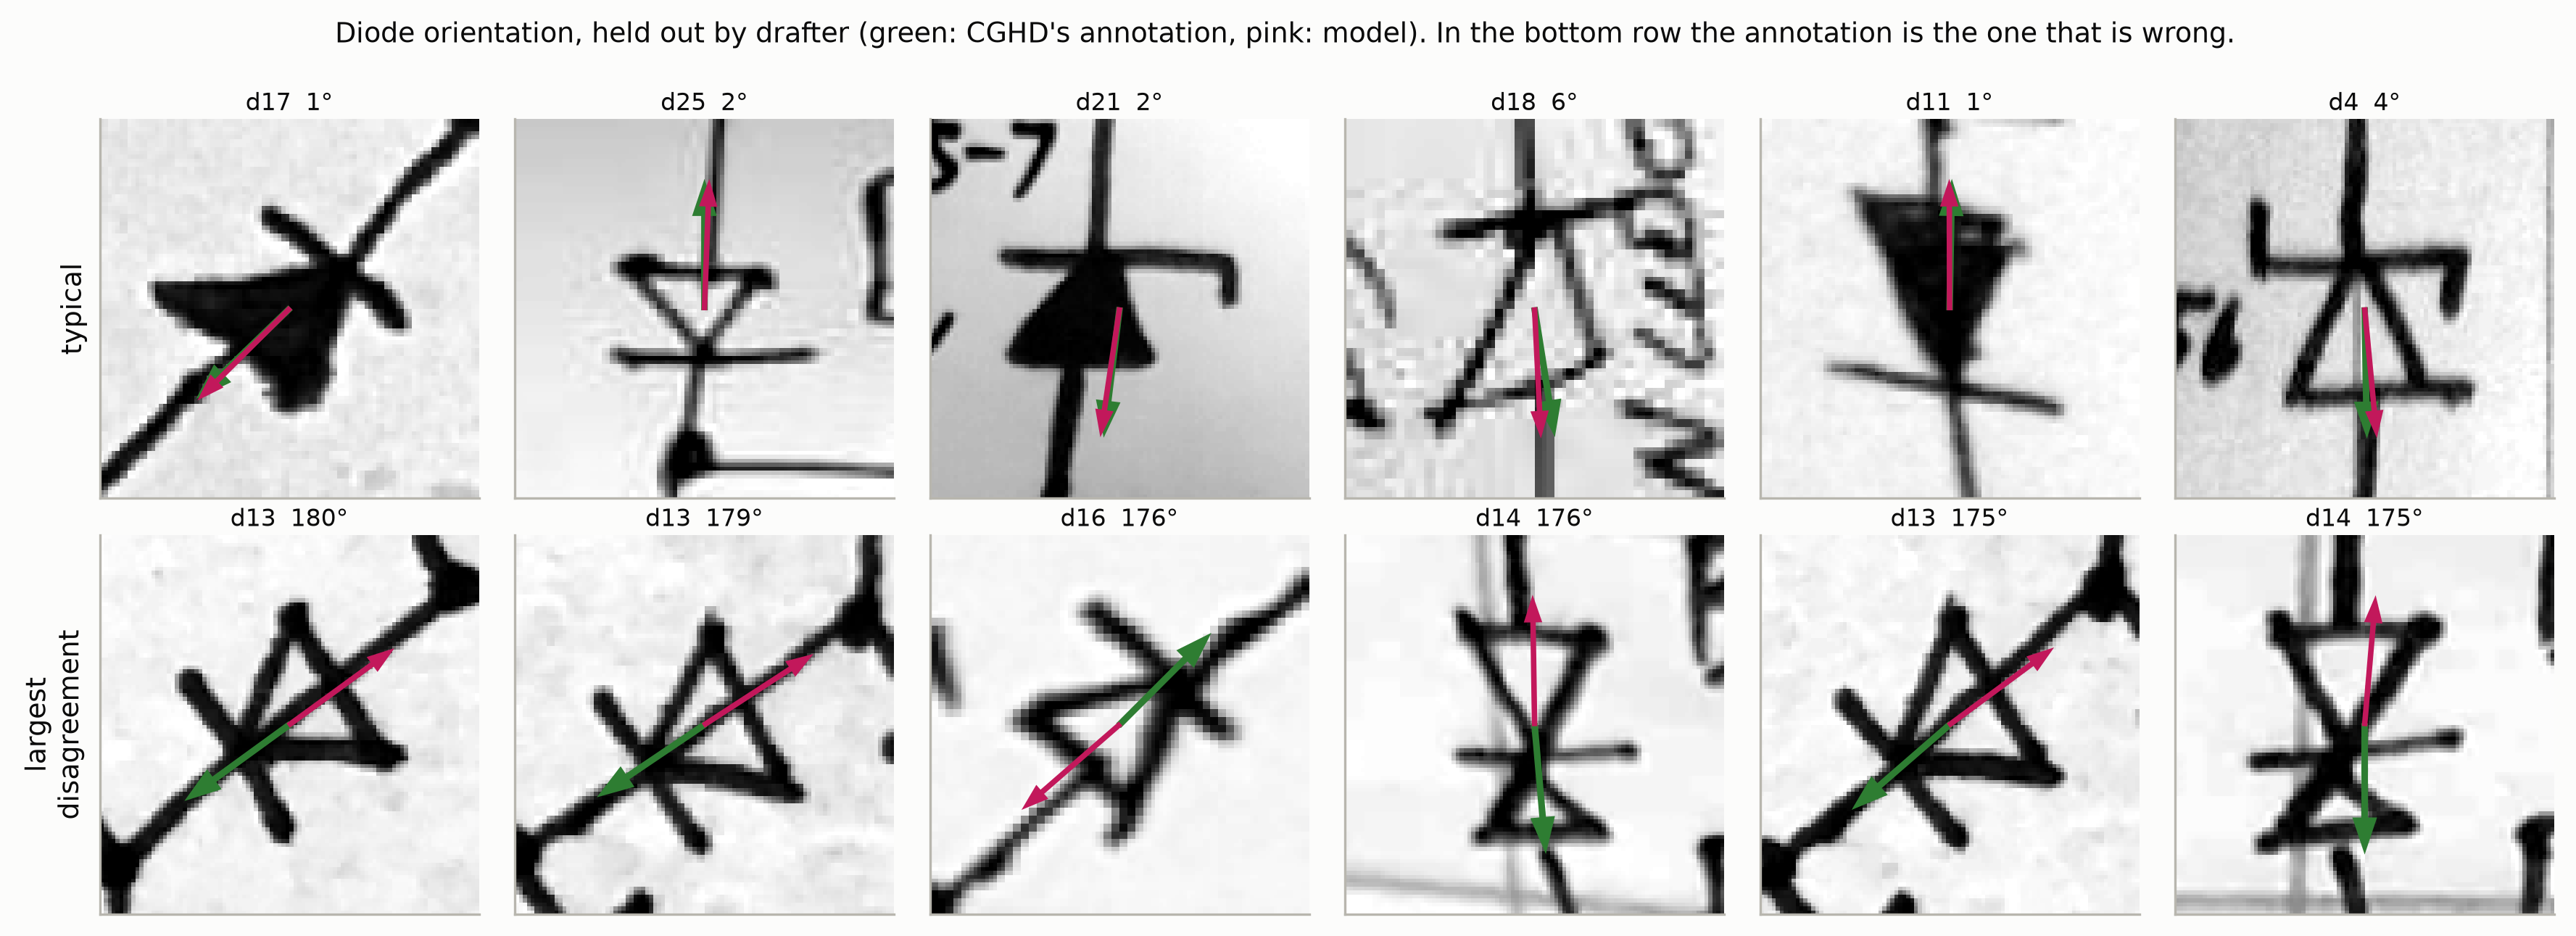 Diode orientation, held out by drafter (green: CGHD's annotation, pink: model). In the bottom row the annotation is the one that is wrong.
typical
d17 1°
d25 2°
d21 2°
d18 6°
d11 1°
d4 4°
5-7
largest
disagreement
d13 180°
d13 179°
d16 176°
d14 176°
d13 175°
d14 175°